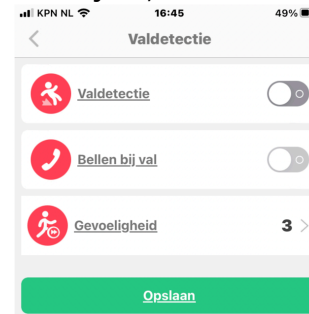 KPN NL 16:45 49%
Valdetectie
Valdetectie
Bellen bij val
Gevoeligheid 3
Opslaan